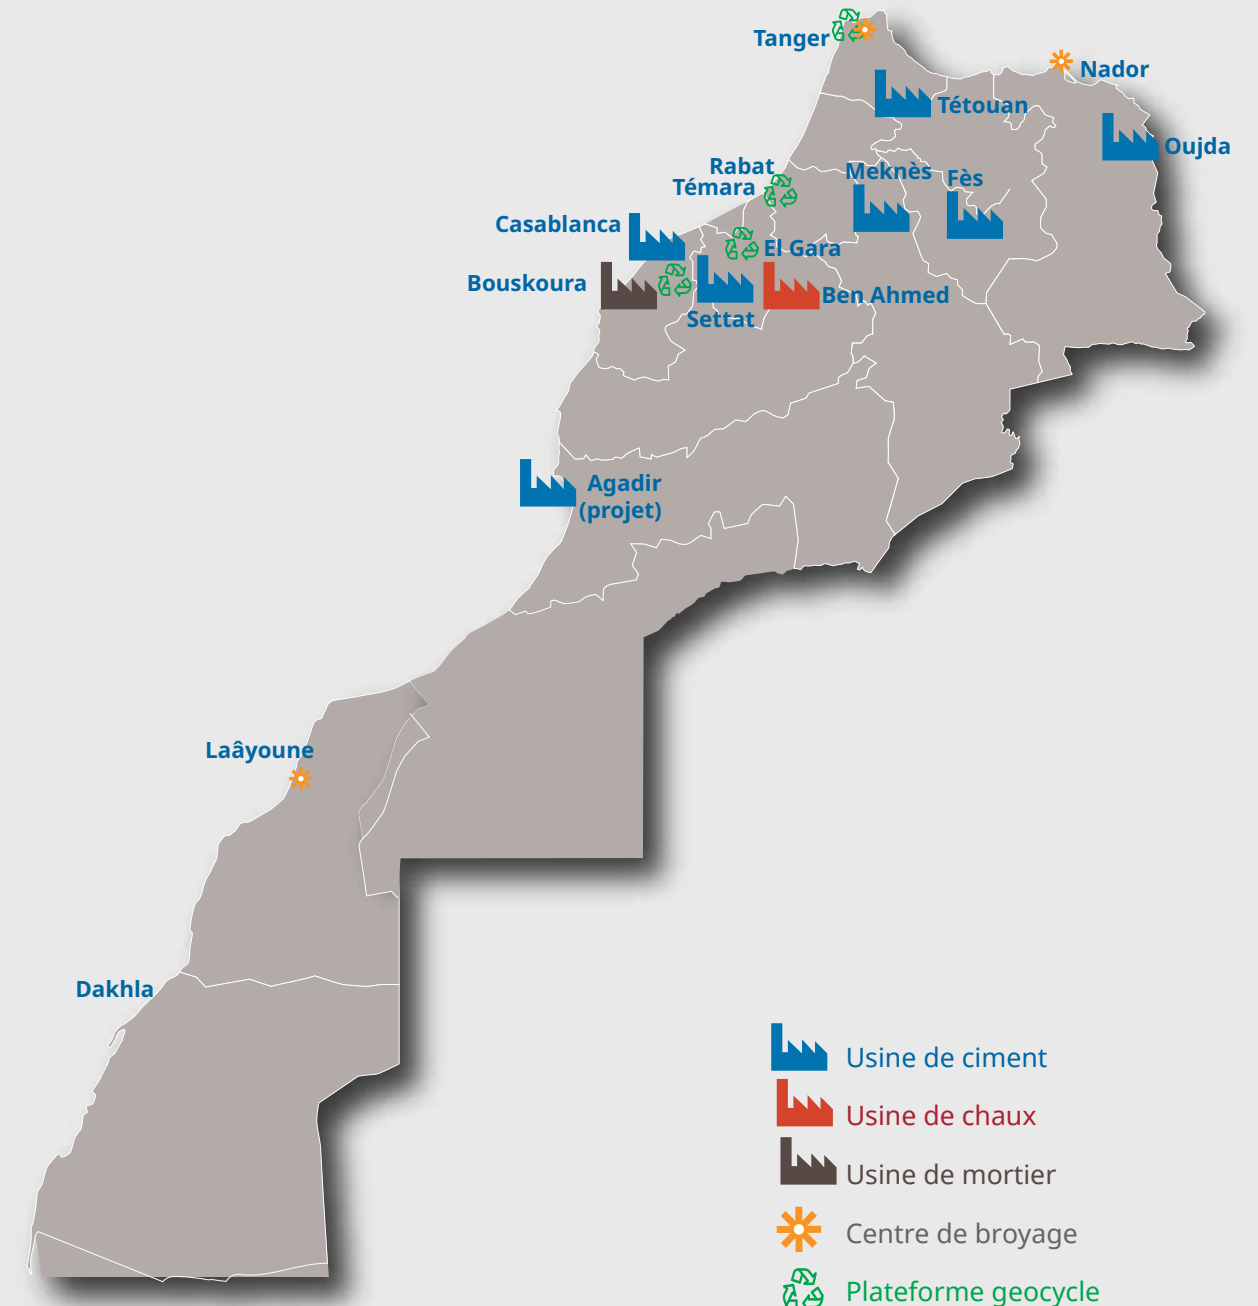 Tanger
Nador
Tétouan
Oujda
Rabat
Témara
Meknès
Fès
Casablanca
El Gara
Bouskoura
Ben Ahmed
Settat
Agadir
(projet)
Laâyoune
Dakhla
Usine de ciment
Usine de chaux
Usine de mortier
Centre de broyage
Plateforme geocycle